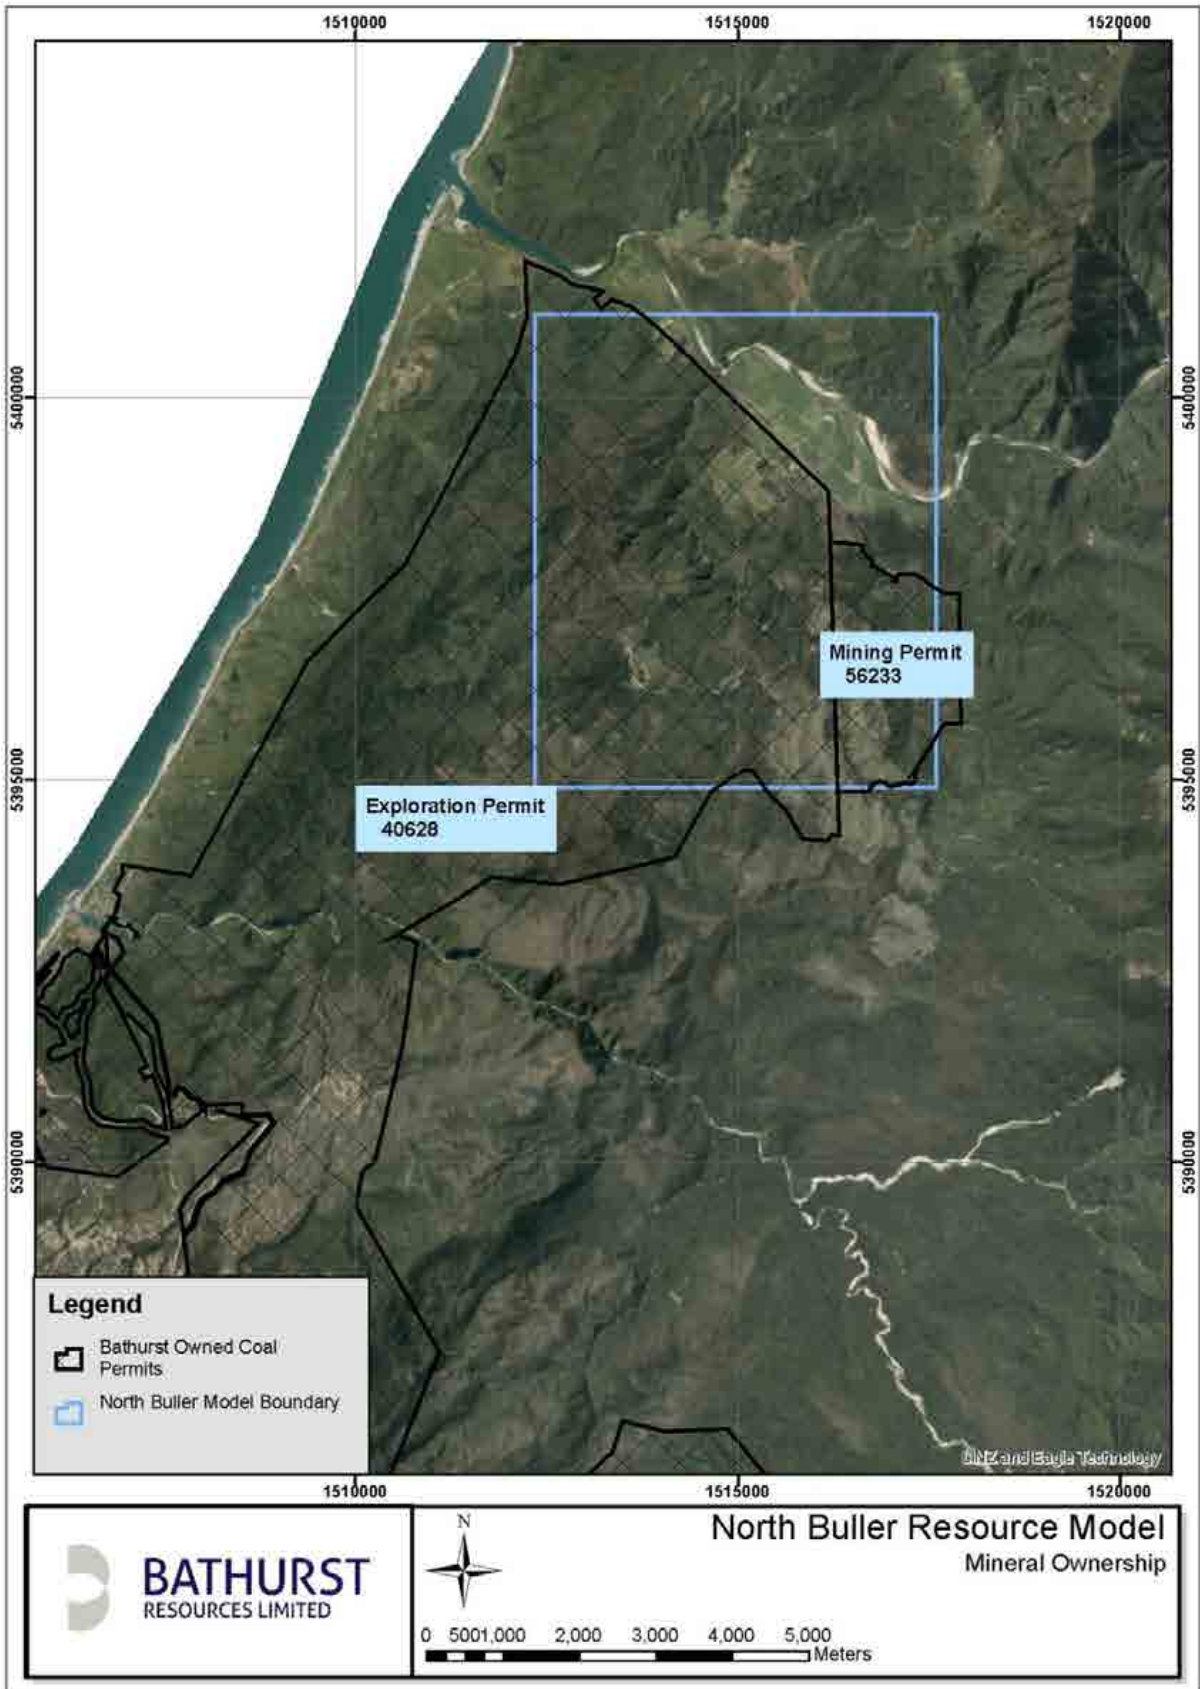 1510000
1515000
1520000
5400000
5400000
Mining Permit
56233
5395000
5395000
Exploration Permit
40628
5390000
5390000
Legend
Bathurst Owned Coal
Permits
North Buller Model Boundary
LINZ and Eagle Technology
1510000
1515000
1520000
BATHURST
RESOURCES LIMITED
N
North Buller Resource Model
Mineral Ownership
0 500 1,000 2,000 3,000 4,000 5,000
Meters